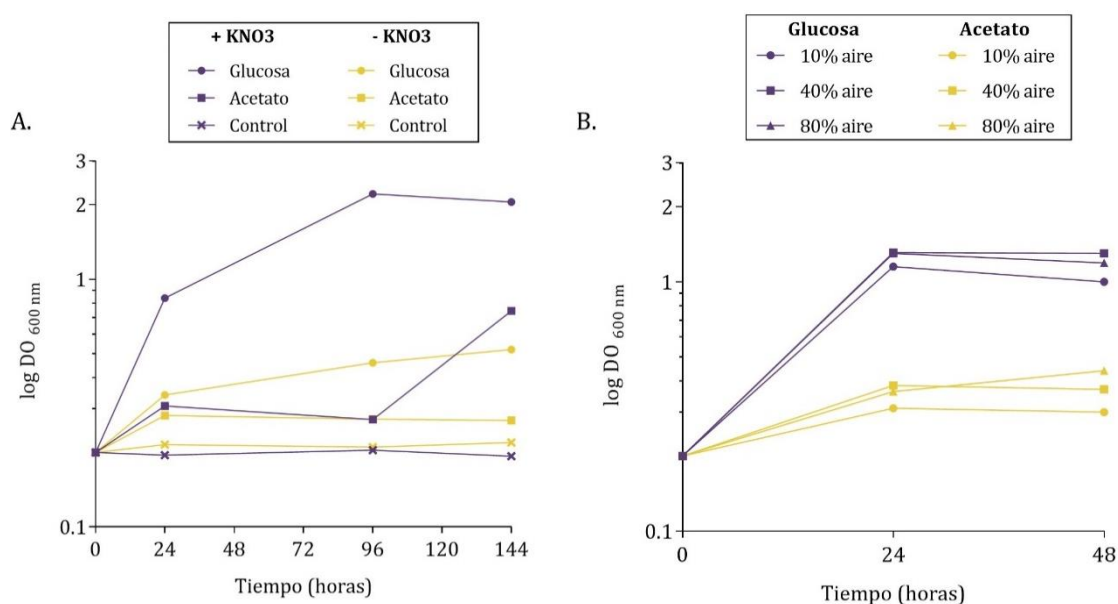 A.
+ KNO3 - KNO3
Glucosa Glucosa
Acetato Acetato
Control Control
3
2
1
0.1
log DO 600 nm
0 24 48 72 96 120 144
Tiempo (horas)
B.
Glucosa Acetato
10% aire 10% aire
40% aire 40% aire
80% aire 80% aire
3
2
1
0.1
log DO 600 nm
0 24 48
Tiempo (horas)